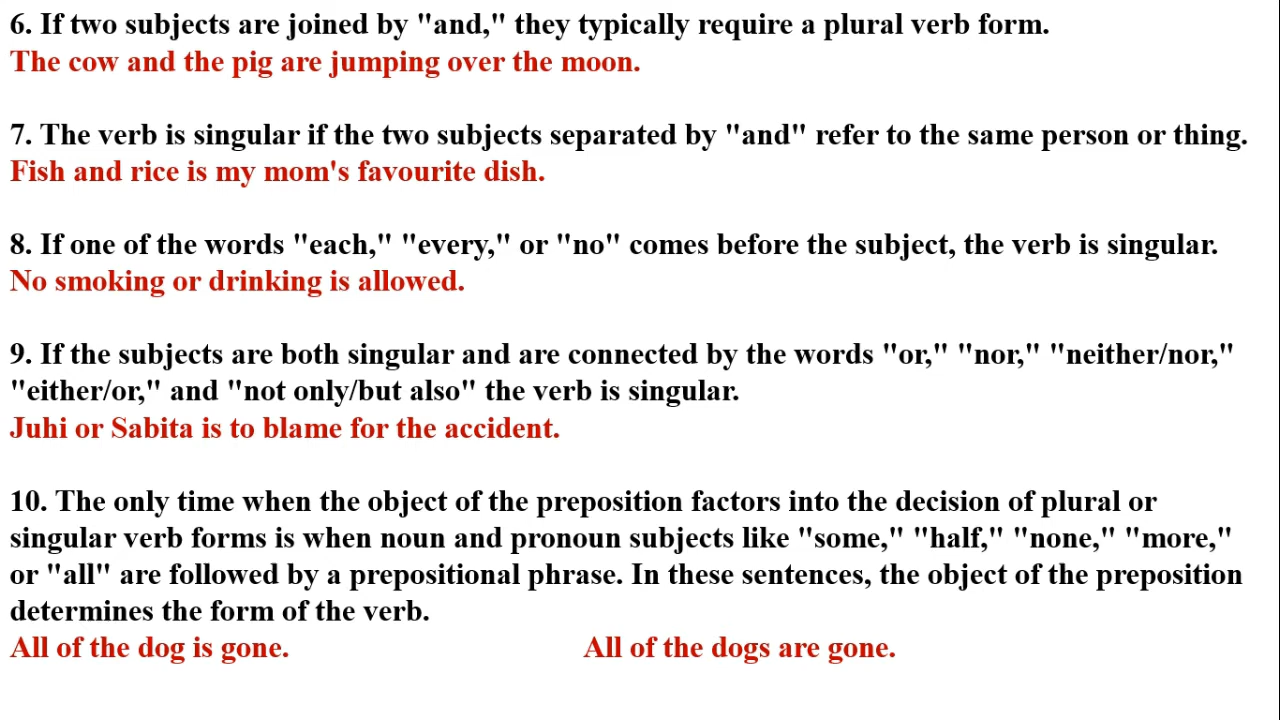 6. If two subjects are joined by "and," they typically require a plural verb form.
The cow and the pig are jumping over the moon.
7. The verb is singular if the two subjects separated by "and" refer to the same person or thing.
Fish and rice is my mom's favourite dish.
8. If one of the words "each," "every," or "no" comes before the subject, the verb is singular.
No smoking or drinking is allowed.
9. If the subjects are both singular and are connected by the words "or," "nor," "neither/nor,"
"either/or," and "not only/but also" the verb is singular.
Juhi or Sabita is to blame for the accident.
10. The only time when the object of the preposition factors into the decision of plural or
singular verb forms is when noun and pronoun subjects like "some," "half," "none," "more,"
or "all" are followed by a prepositional phrase. In these sentences, the object of the preposition
determines the form of the verb.
All of the dog is gone. All of the dogs are gone.